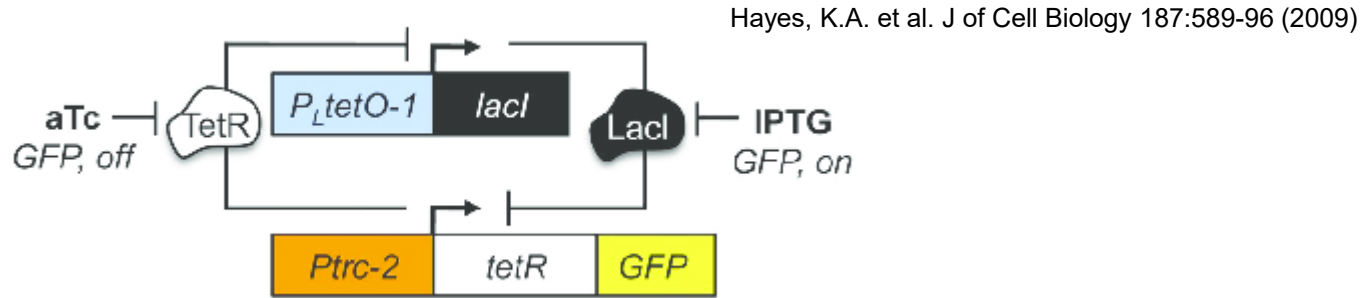 Hayes, K.A. et al. J of Cell Biology 187:589-96 (2009)
aTc
GFP, off
TetR
PLtetO-1
lacI
LacI
IPTG
GFP, on
Ptrc-2
tetR
GFP